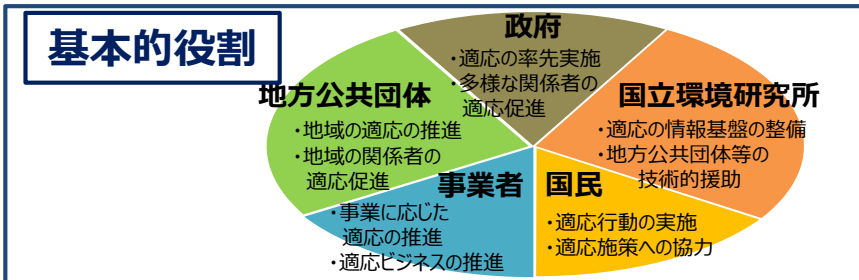 基本的役割
政府
・適応の率先実施
・多様な関係者の
適応促進
地方公共団体
・地域の適応の推進
・地域の関係者の
適応促進
国立環境研究所
・適応の情報基盤の整備
・地方公共団体等の
技術的援助
事業者
・事業に応じた
適応の推進
・適応ビジネスの推進
国民
・適応行動の実施
・適応施策への協力